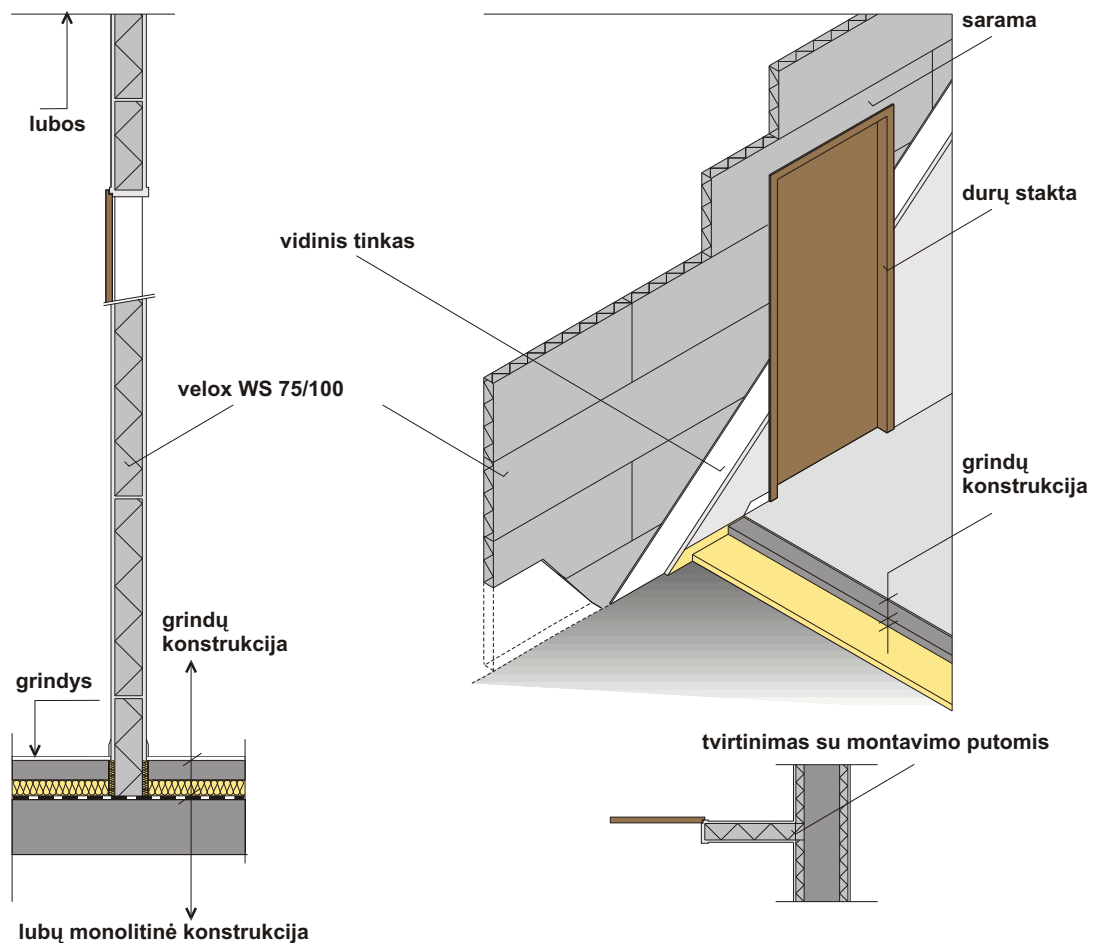 sarama
lubos
durų stakta
vidinis tinkas
velox WS 75/100
grindų
konstrukcija
grindų
konstrukcija
grindys
tvirtinimas su montavimo putomis
lubų monolitinė konstrukcija